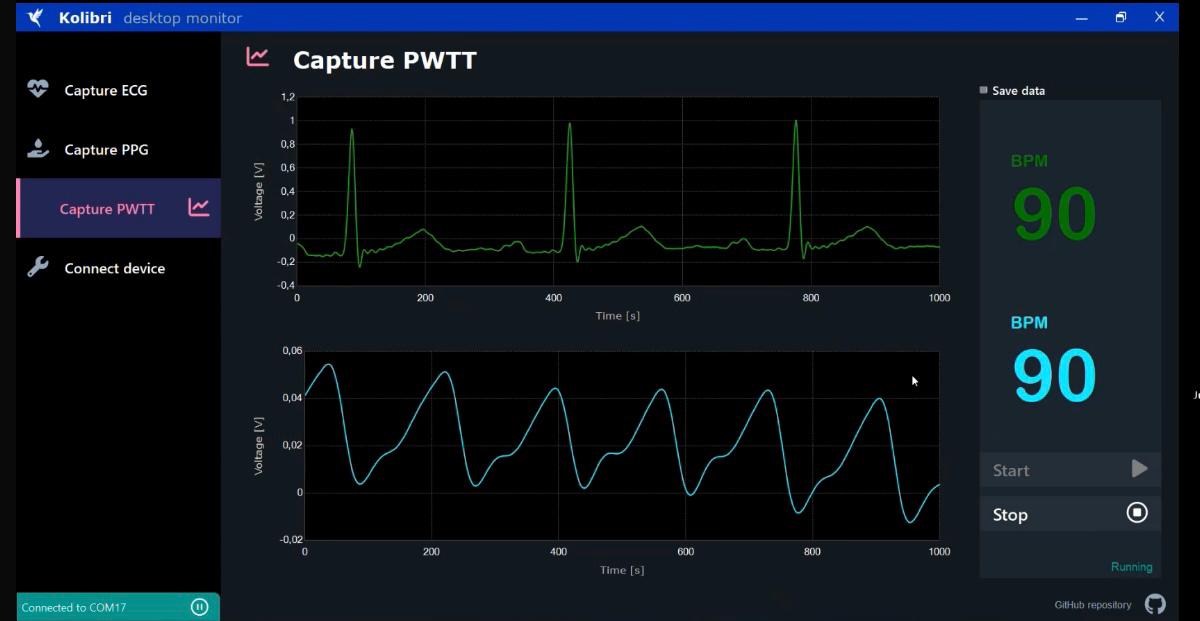 Kolibri desktop monitor
Capture ECG
Capture PPG
Capture PWTT
Connect device
Connected to COM17
Capture PWTT
1,2
1
0,8
0,6
0,4
0,2
0
-0,2
-0,4
Voltage [V]
0 200 400 600 800 1000
Time [s]
0,06
0,04
0,02
0
-0,02
Voltage [V]
0 200 400 600 800 1000
Time [s]
Save data
BPM
90
BPM
90
Start
Stop
Running
GitHub repository